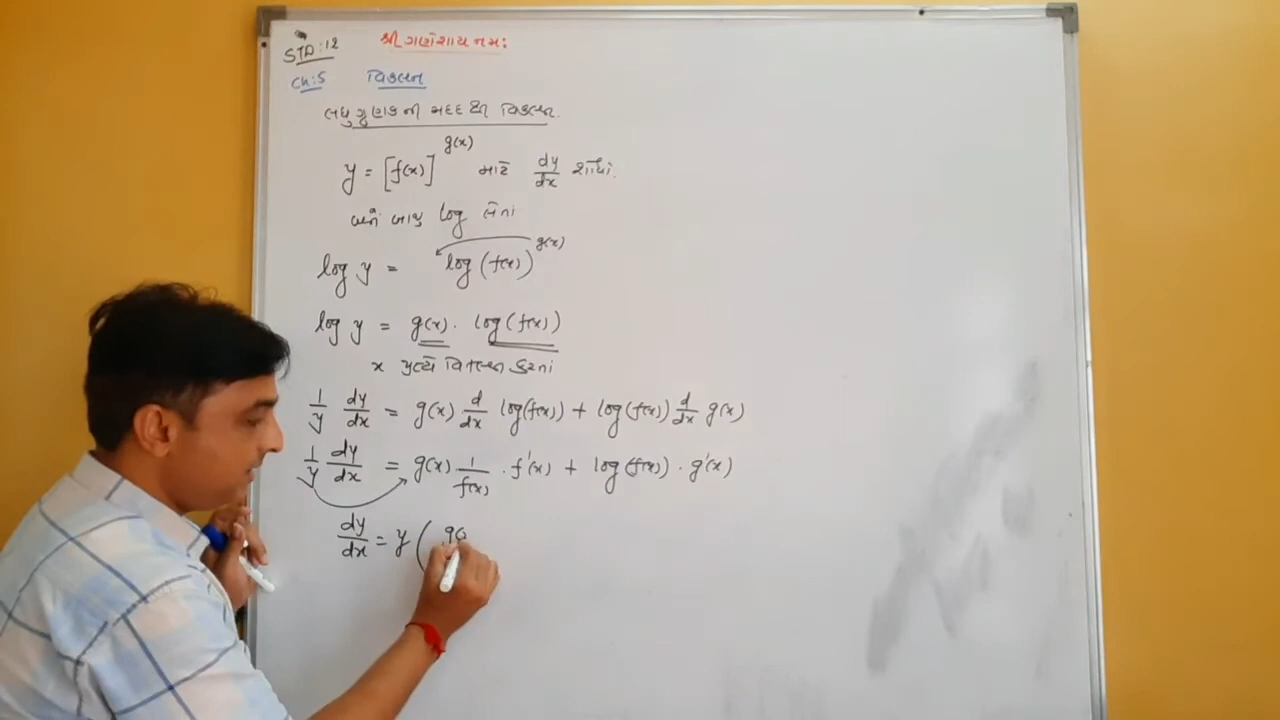 STD:12
શ્રી ગણેશાય નમઃ
Ch:5
વિકલન
લઘુગુણકની મદદથી વિકલન.
y = [f(x)]^g(x) માટે dy/dx શોધો.
બંને બાજુ log લેતાં
log y = log (f(x))^g(x)
log y = g(x) · log(f(x))
x પ્રત્યે વિકલન કરતાં
1/y dy/dx = g(x) d/dx log(f(x)) + log(f(x)) d/dx g(x)
1/y dy/dx = g(x) 1/f(x) · f'(x) + log(f(x)) · g'(x)
dy/dx = y (